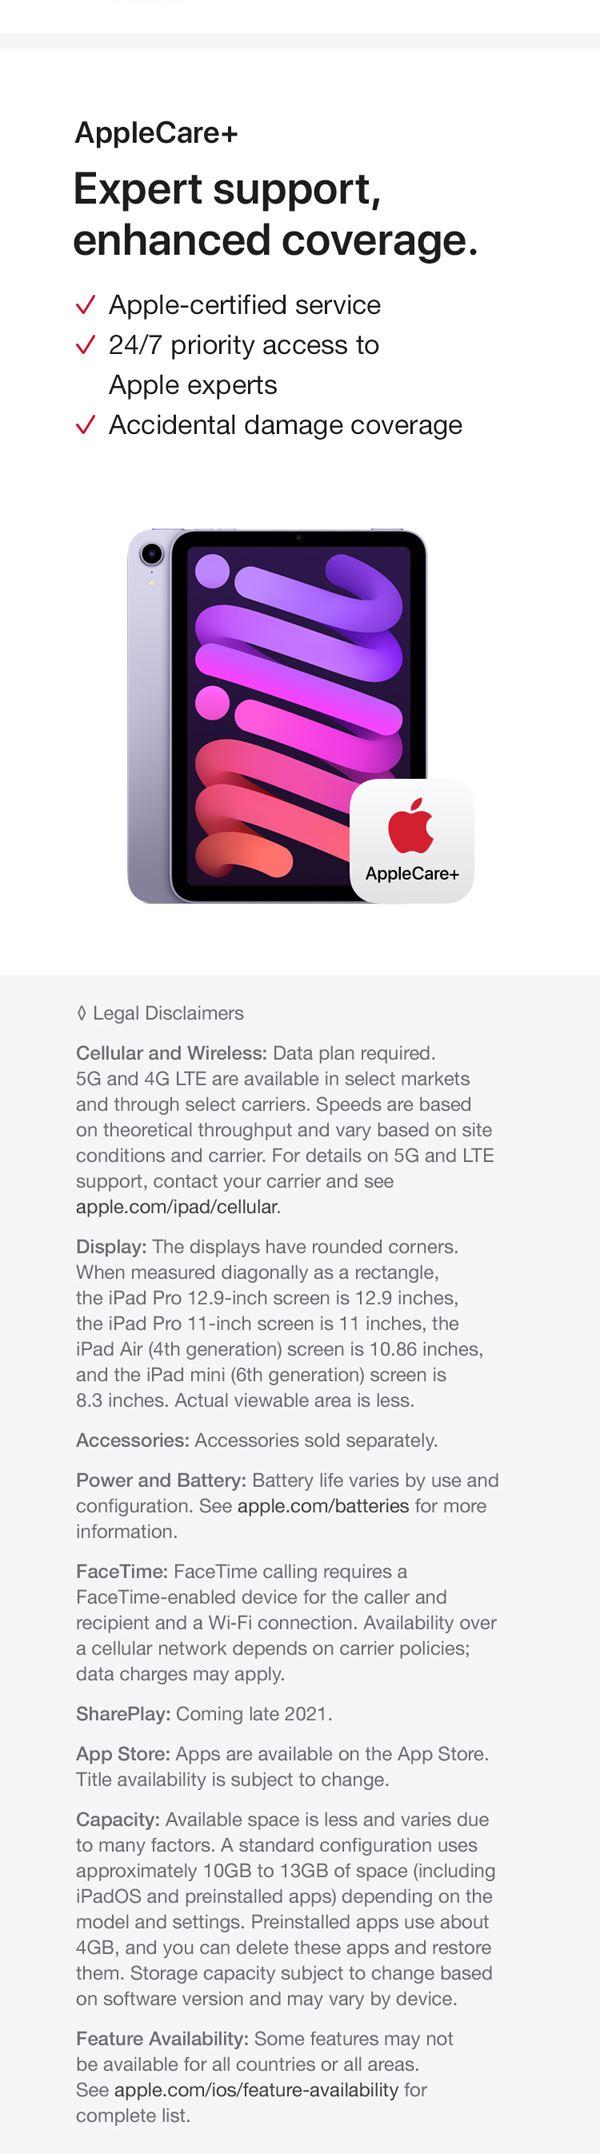 AppleCare+
Expert support,
enhanced coverage.
✓ Apple-certified service
✓ 24/7 priority access to
Apple experts
✓ Accidental damage coverage
AppleCare+
◊ Legal Disclaimers
Cellular and Wireless: Data plan required.
5G and 4G LTE are available in select markets
and through select carriers. Speeds are based
on theoretical throughput and vary based on site
conditions and carrier. For details on 5G and LTE
support, contact your carrier and see
apple.com/ipad/cellular.
Display: The displays have rounded corners.
When measured diagonally as a rectangle,
the iPad Pro 12.9-inch screen is 12.9 inches,
the iPad Pro 11-inch screen is 11 inches, the
iPad Air (4th generation) screen is 10.86 inches,
and the iPad mini (6th generation) screen is
8.3 inches. Actual viewable area is less.
Accessories: Accessories sold separately.
Power and Battery: Battery life varies by use and
configuration. See apple.com/batteries for more
information.
FaceTime: FaceTime calling requires a
FaceTime-enabled device for the caller and
recipient and a Wi-Fi connection. Availability over
a cellular network depends on carrier policies;
data charges may apply.
SharePlay: Coming late 2021.
App Store: Apps are available on the App Store.
Title availability is subject to change.
Capacity: Available space is less and varies due
to many factors. A standard configuration uses
approximately 10GB to 13GB of space (including
iPadOS and preinstalled apps) depending on the
model and settings. Preinstalled apps use about
4GB, and you can delete these apps and restore
them. Storage capacity subject to change based
on software version and may vary by device.
Feature Availability: Some features may not
be available for all countries or all areas.
See apple.com/ios/feature-availability for
complete list.